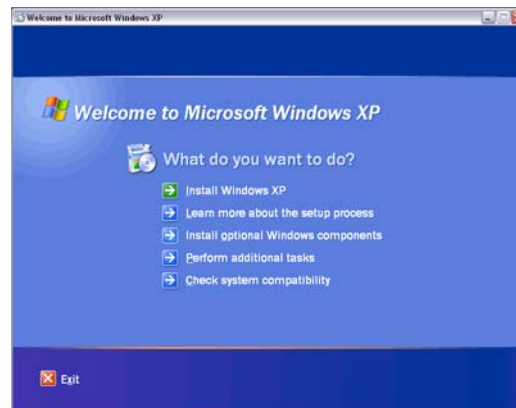 Welcome to Microsoft Windows XP
Welcome to Microsoft Windows XP
What do you want to do?
Install Windows XP
Learn more about the setup process
Install optional Windows components
Perform additional tasks
Check system compatibility
Exit